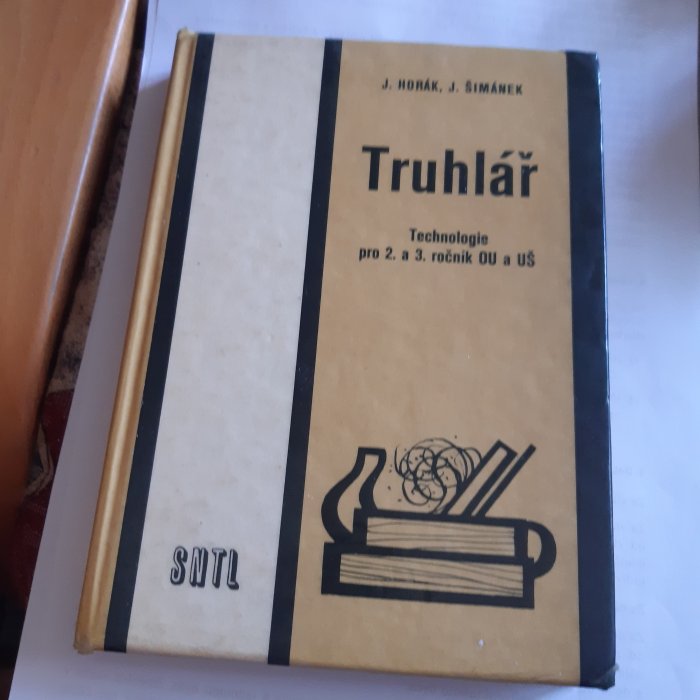 J. HORÁK, J. ŠIMÁNEK
Truhlář
Technologie
pro 2. a 3. ročník OU a UŠ
SNTL